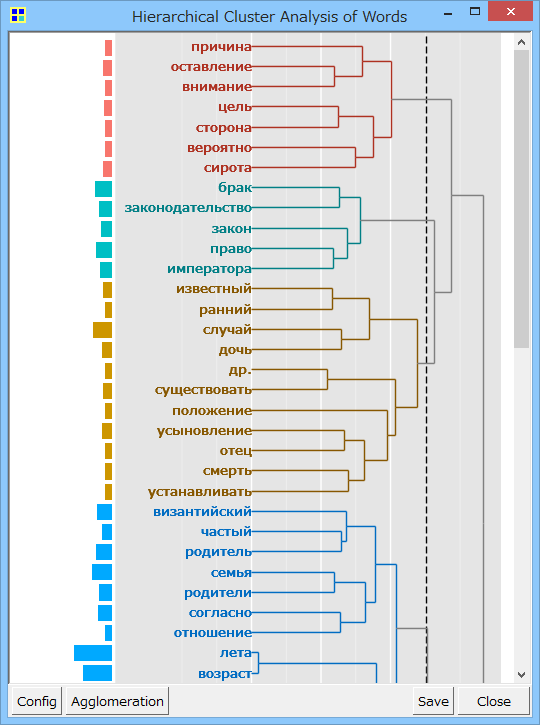 Hierarchical Cluster Analysis of Words
причина
оставление
внимание
цель
сторона
вероятно
сирота
брак
законодательство
закон
право
императора
известный
ранний
случай
дочь
др.
существовать
положение
усыновление
отец
смерть
устанавливать
византийский
частый
родитель
семья
родители
согласно
отношение
лета
возраст
Config Agglomeration Save Close